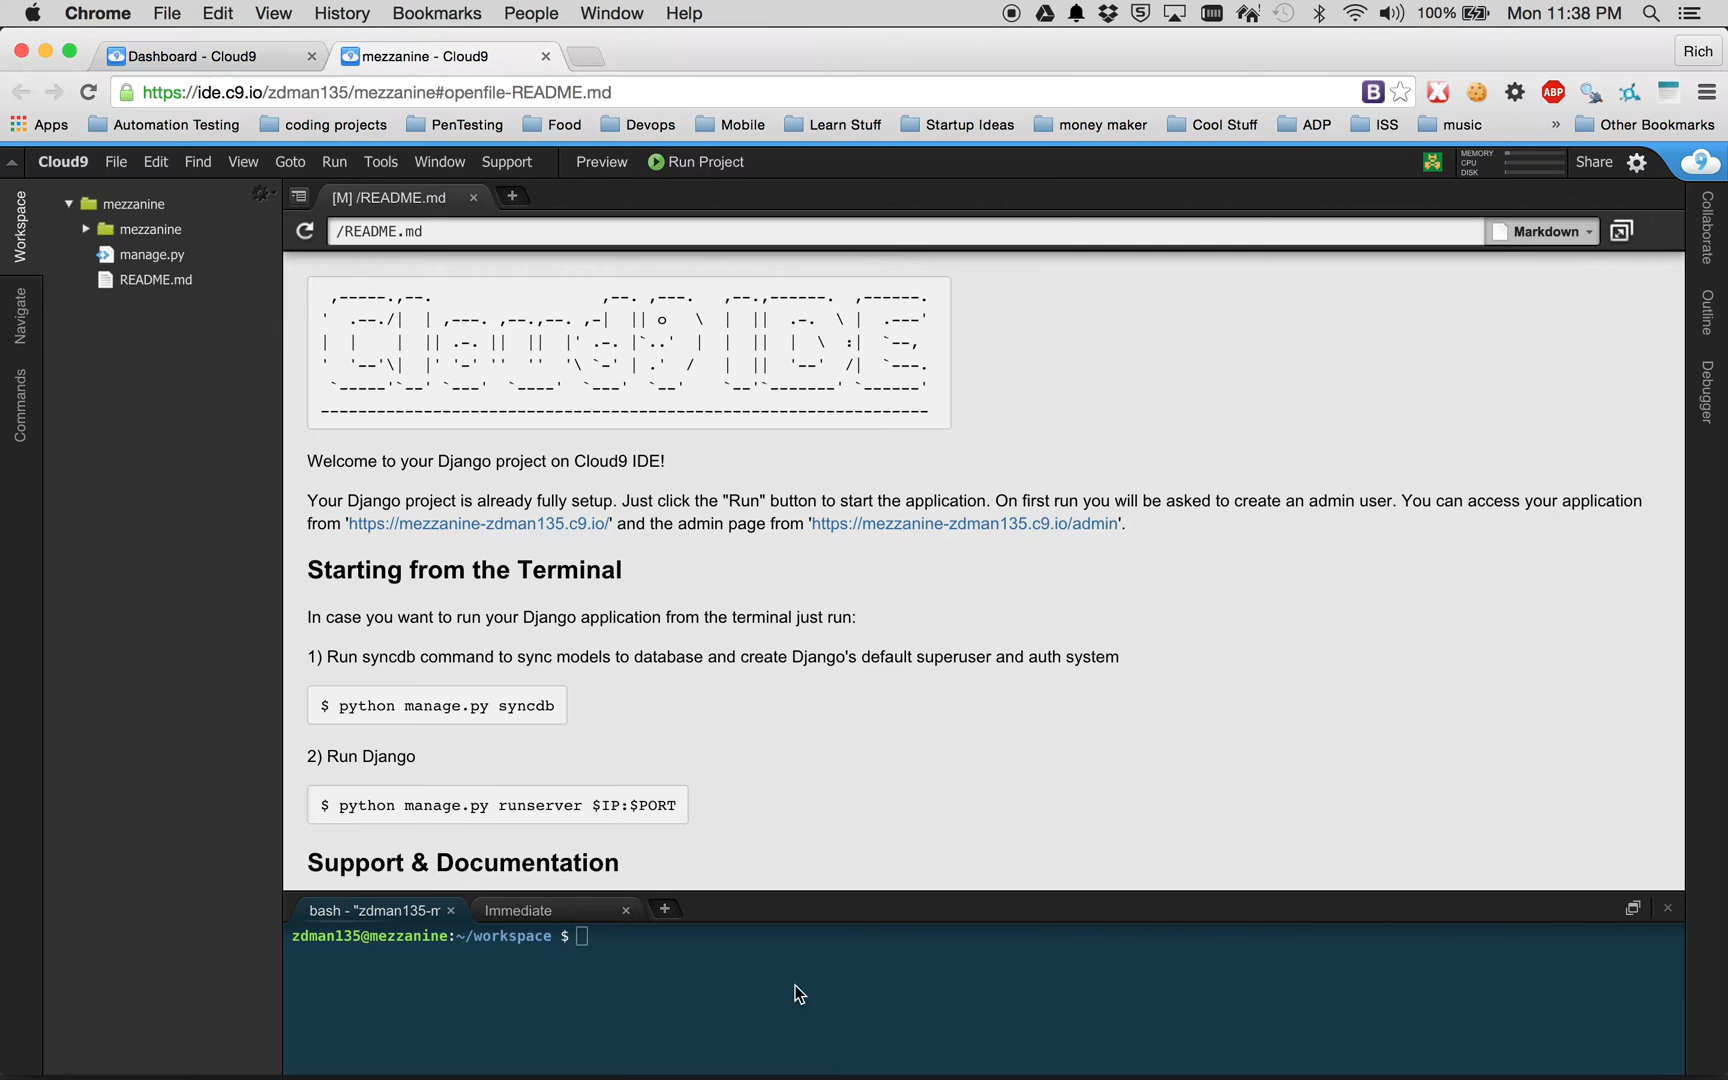 Chrome File Edit View History Bookmarks People Window Help 100% Mon 11:38 PM
Dashboard - Cloud9 mezzanine - Cloud9 Rich
https://ide.c9.io/zdman135/mezzanine#openfile-README.md B ABP
Apps Automation Testing coding projects PenTesting Food Devops Mobile Learn Stuff Startup Ideas money maker Cool Stuff ADP ISS music » Other Bookmarks
Cloud9 File Edit Find View Goto Run Tools Window Support Preview Run Project MEMORY CPU DISK Share 9
Workspace
Navigate
Commands
mezzanine
mezzanine
manage.py
README.md
[M] /README.md
/README.md Markdown
Collaborate
Outline
Debugger
Cloud9 IDE
Welcome to your Django project on Cloud9 IDE!
Your Django project is already fully setup. Just click the "Run" button to start the application. On first run you will be asked to create an admin user. You can access your application
from 'https://mezzanine-zdman135.c9.io/' and the admin page from 'https://mezzanine-zdman135.c9.io/admin'.
Starting from the Terminal
In case you want to run your Django application from the terminal just run:
1) Run syncdb command to sync models to database and create Django's default superuser and auth system
$ python manage.py syncdb
2) Run Django
$ python manage.py runserver $IP:$PORT
Support & Documentation
bash - "zdman135-m Immediate
zdman135@mezzanine:~/workspace $